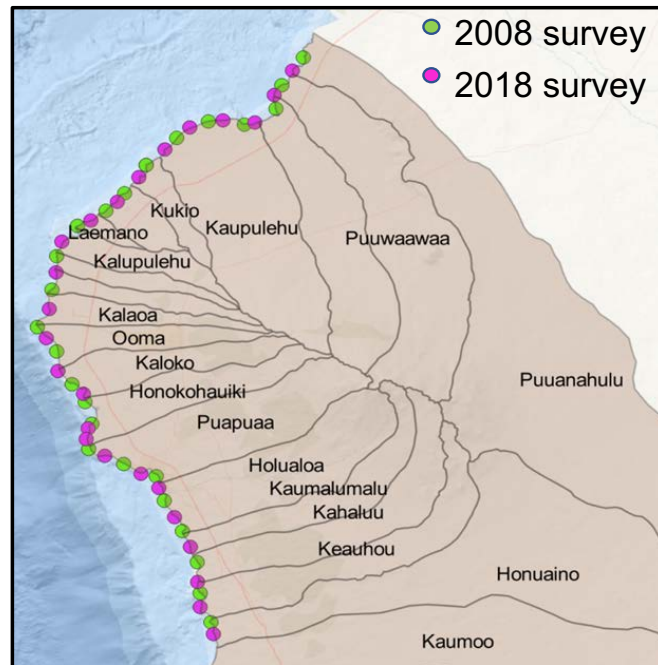 2008 survey
2018 survey
Kukio
Kaupulehu
Laemano
Puuwaawaa
Kalupulehu
Kalaoa
Ooma
Kaloko
Puuanahulu
Honokohauiki
Puapuaa
Holualoa
Kaumalumalu
Kahaluu
Keauhou
Honuaino
Kaumoo